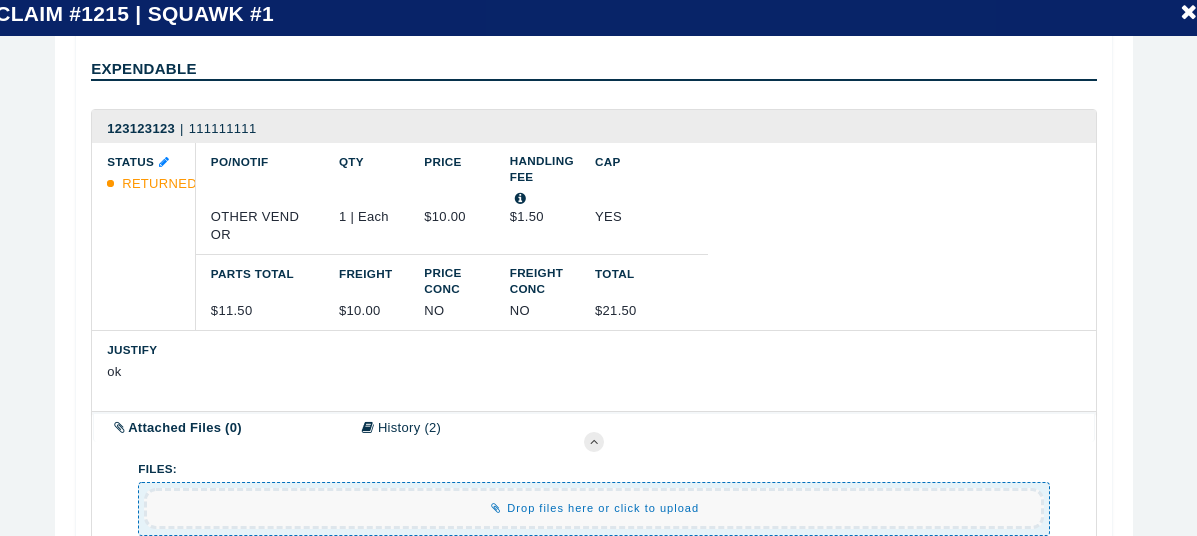 CLAIM #1215 | SQUAWK #1
EXPENDABLE
123123123 | 111111111
STATUS
RETURNED
PO/NOTIF QTY PRICE HANDLING FEE CAP
OTHER VEND
OR
1 | Each $10.00 $1.50 YES
PARTS TOTAL FREIGHT PRICE CONC FREIGHT CONC TOTAL
$11.50 $10.00 NO NO $21.50
JUSTIFY
ok
Attached Files (0) History (2)
FILES:
Drop files here or click to upload